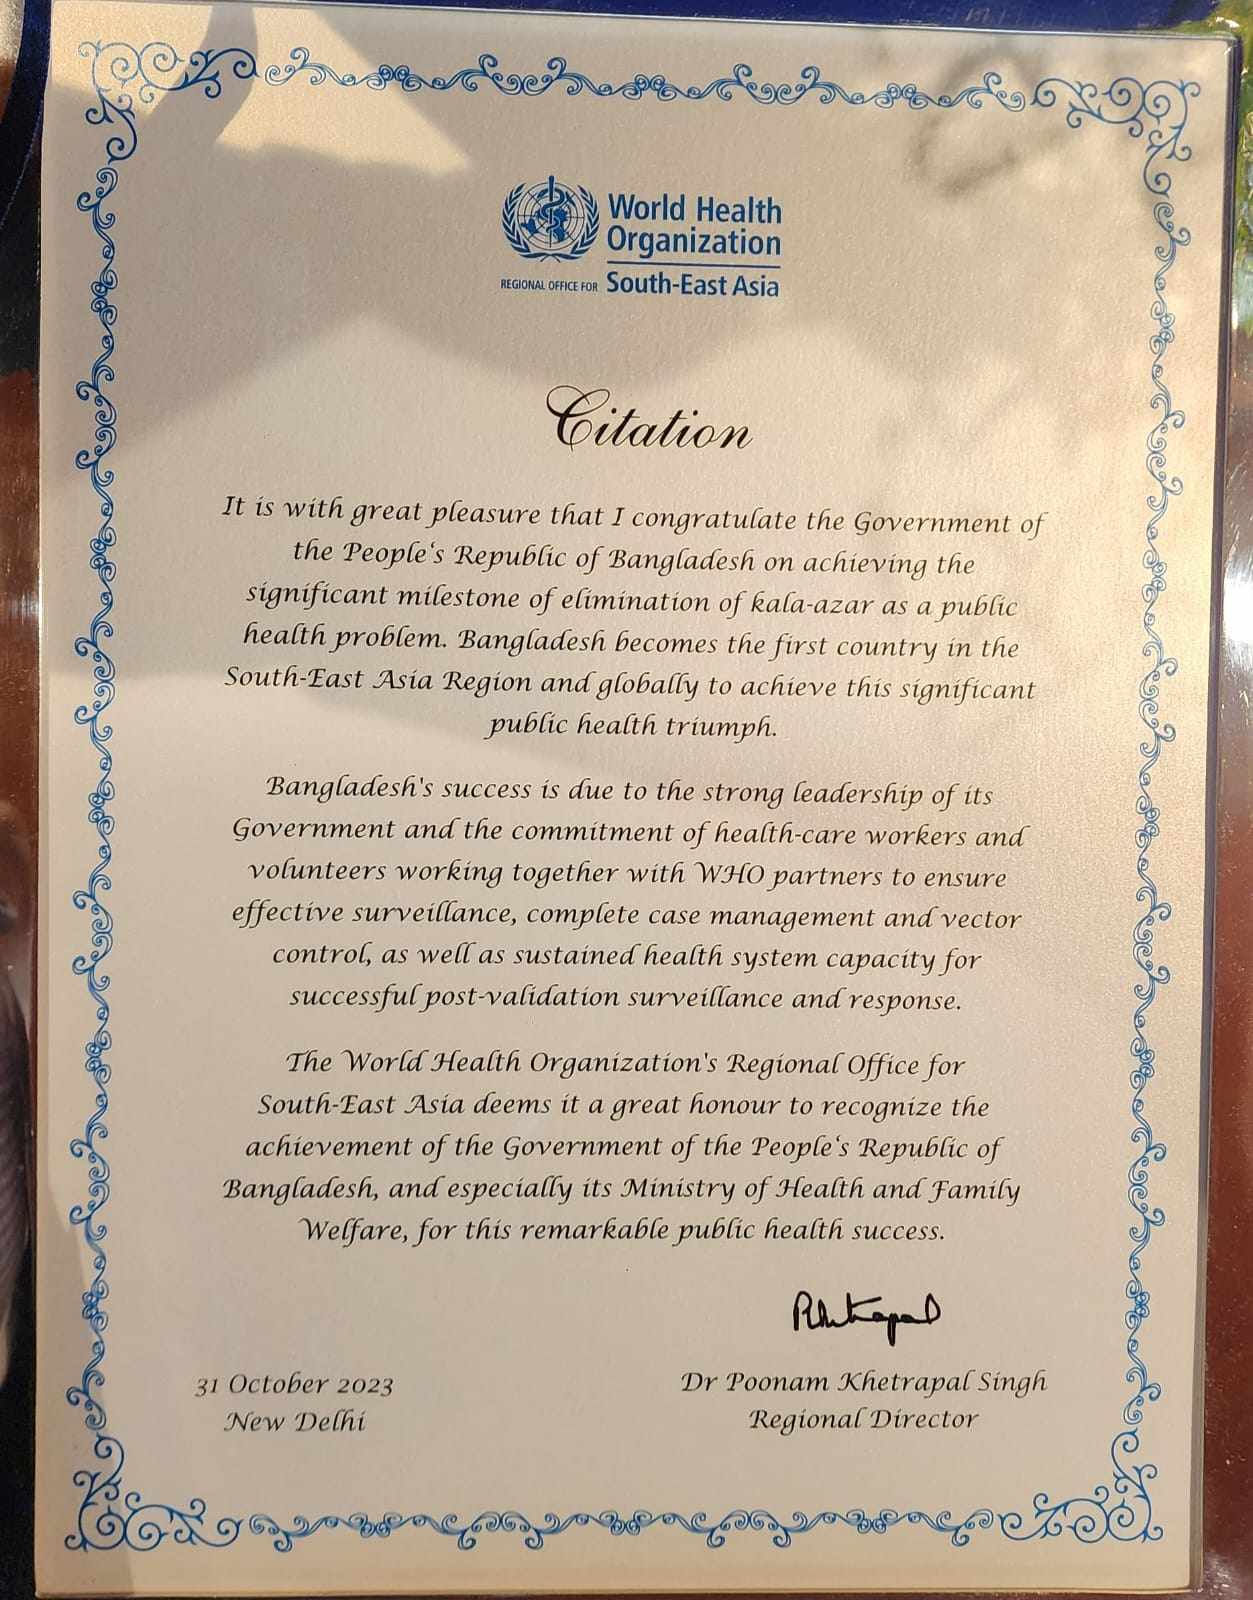 World Health
Organization
REGIONAL OFFICE FOR South-East Asia
Citation
It is with great pleasure that I congratulate the Government of
the People‘s Republic of Bangladesh on achieving the
significant milestone of elimination of kala-azar as a public
health problem. Bangladesh becomes the first country in the
South-East Asia Region and globally to achieve this significant
public health triumph.
Bangladesh's success is due to the strong leadership of its
Government and the commitment of health-care workers and
volunteers working together with WHO partners to ensure
effective surveillance, complete case management and vector
control, as well as sustained health system capacity for
successful post-validation surveillance and response.
The World Health Organization's Regional Office for
South-East Asia deems it a great honour to recognize the
achievement of the Government of the People‘s Republic of
Bangladesh, and especially its Ministry of Health and Family
Welfare, for this remarkable public health success.
31 October 2023
New Delhi
Dr Poonam Khetrapal Singh
Regional Director